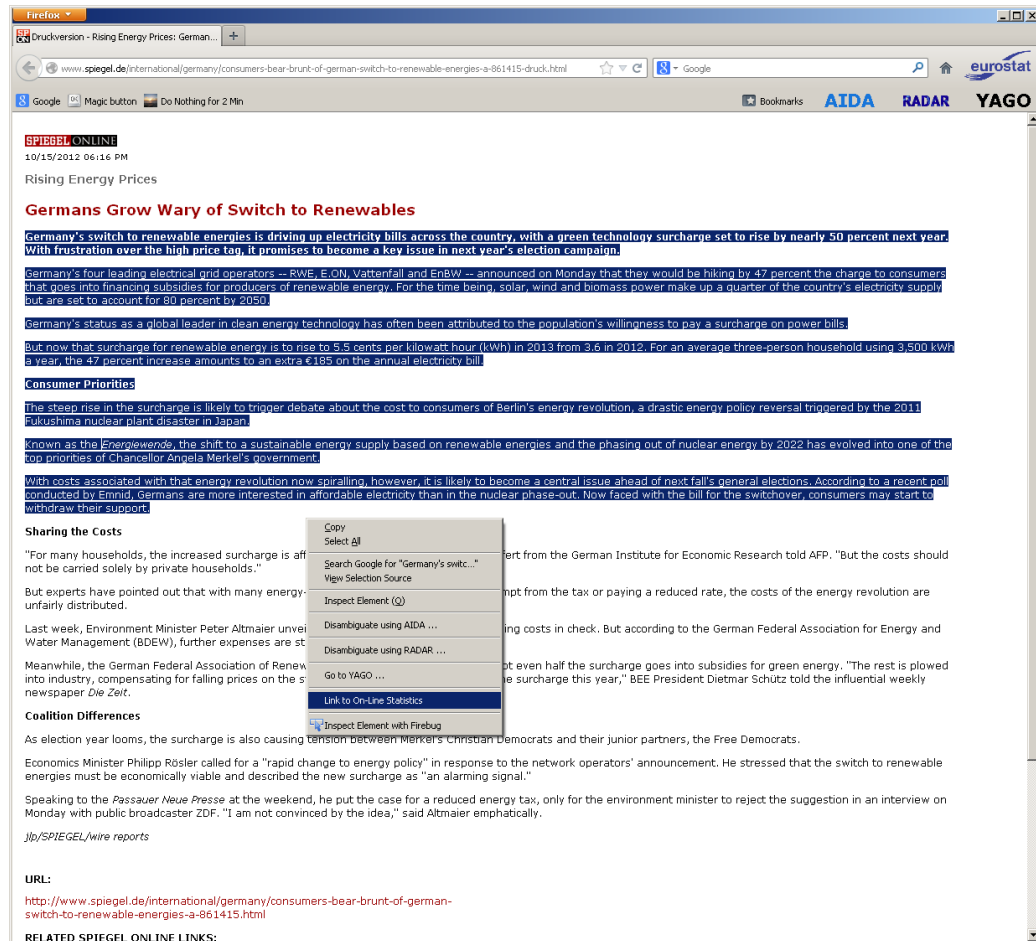 Firefox
Druckversion - Rising Energy Prices: German...
www.spiegel.de/international/germany/consumers-bear-brunt-of-german-switch-to-renewable-energies-a-861415-druck.html
Google
eurostat
Google Magic button Do Nothing for 2 Min Bookmarks AIDA RADAR YAGO
SPIEGEL ONLINE
10/15/2012 06:16 PM
Rising Energy Prices
Germans Grow Wary of Switch to Renewables
Germany's switch to renewable energies is driving up electricity bills across the country, with a green technology surcharge set to rise by nearly 50 percent next year.
With frustration over the high price tag, it promises to become a key issue in next year's election campaign.
Germany's four leading electrical grid operators -- RWE, E.ON, Vattenfall and EnBW -- announced on Monday that they would be hiking by 47 percent the charge to consumers
that goes into financing subsidies for producers of renewable energy. For the time being, solar, wind and biomass power make up a quarter of the country's electricity supply
but are set to account for 80 percent by 2050.
Germany's status as a global leader in clean energy technology has often been attributed to the population's willingness to pay a surcharge on power bills.
But now that surcharge for renewable energy is to rise to 5.5 cents per kilowatt hour (kWh) in 2013 from 3.6 in 2012. For an average three-person household using 3,500 kWh
a year, the 47 percent increase amounts to an extra €185 on the annual electricity bill.
Consumer Priorities
The steep rise in the surcharge is likely to trigger debate about the cost to consumers of Berlin's energy revolution, a drastic energy policy reversal triggered by the 2011
Fukushima nuclear plant disaster in Japan.
Known as the Energiewende, the shift to a sustainable energy supply based on renewable energies and the phasing out of nuclear energy by 2022 has evolved into one of the
top priorities of Chancellor Angela Merkel's government.
With costs associated with that energy revolution now spiralling, however, it is likely to become a central issue ahead of next fall's general elections. According to a recent poll
conducted by Emnid, Germans are more interested in affordable electricity than in the nuclear phase-out. Now faced with the bill for the switchover, consumers may start to
withdraw their support.
Sharing the Costs
"For many households, the increased surcharge is aff fert from the German Institute for Economic Research told AFP. "But the costs should
not be carried solely by private households."
But experts have pointed out that with many energy- mpt from the tax or paying a reduced rate, the costs of the energy revolution are
unfairly distributed.
Last week, Environment Minister Peter Altmaier unvei ing costs in check. But according to the German Federal Association for Energy and
Water Management (BDEW), further expenses are st
Meanwhile, the German Federal Association of Renew ot even half the surcharge goes into subsidies for green energy. "The rest is plowed
into industry, compensating for falling prices on the s he surcharge this year," BEE President Dietmar Schütz told the influential weekly
newspaper Die Zeit.
Copy
Select All
Search Google for "Germany's switc..."
View Selection Source
Inspect Element (Q)
Disambiguate using AIDA ...
Disambiguate using RADAR ...
Go to YAGO ...
Link to On-Line Statistics
Inspect Element with Firebug
Coalition Differences
As election year looms, the surcharge is also causing tension between Merkel's Christian Democrats and their junior partners, the Free Democrats.
Economics Minister Philipp Rösler called for a "rapid change to energy policy" in response to the network operators' announcement. He stressed that the switch to renewable
energies must be economically viable and described the new surcharge as "an alarming signal."
Speaking to the Passauer Neue Presse at the weekend, he put the case for a reduced energy tax, only for the environment minister to reject the suggestion in an interview on
Monday with public broadcaster ZDF. "I am not convinced by the idea," said Altmaier emphatically.
jlp/SPIEGEL/wire reports
URL:
http://www.spiegel.de/international/germany/consumers-bear-brunt-of-german-
switch-to-renewable-energies-a-861415.html
RELATED SPIEGEL ONLINE LINKS: